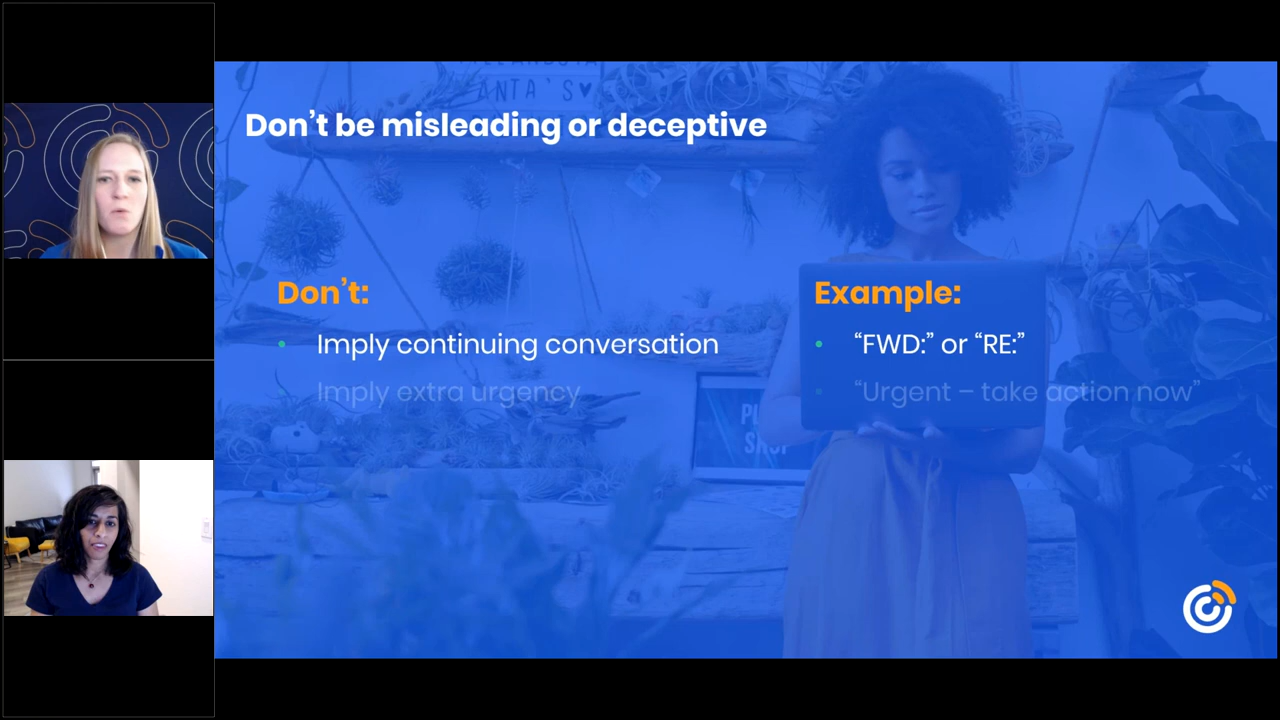 ANTA'S♥
Don't be misleading or deceptive
Don't:
• Imply continuing conversation
Imply extra urgency
Example:
• "FWD:" or "RE:"
• "Urgent – take action now"